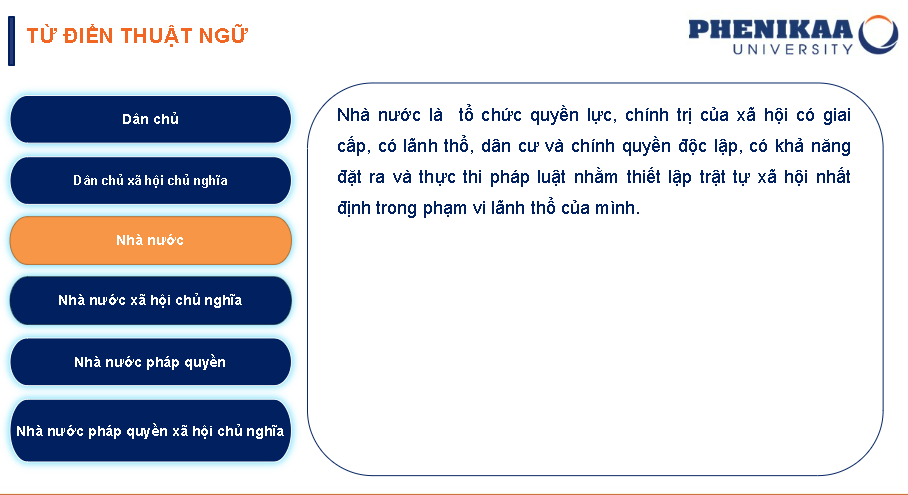 TỪ ĐIỂN THUẬT NGỮ
PHENIKAA
UNIVERSITY
Dân chủ
Dân chủ xã hội chủ nghĩa
Nhà nước
Nhà nước xã hội chủ nghĩa
Nhà nước pháp quyền
Nhà nước pháp quyền xã hội chủ nghĩa
Nhà nước là tổ chức quyền lực, chính trị của xã hội có giai
cấp, có lãnh thổ, dân cư và chính quyền độc lập, có khả năng
đặt ra và thực thi pháp luật nhằm thiết lập trật tự xã hội nhất
định trong phạm vi lãnh thổ của mình.